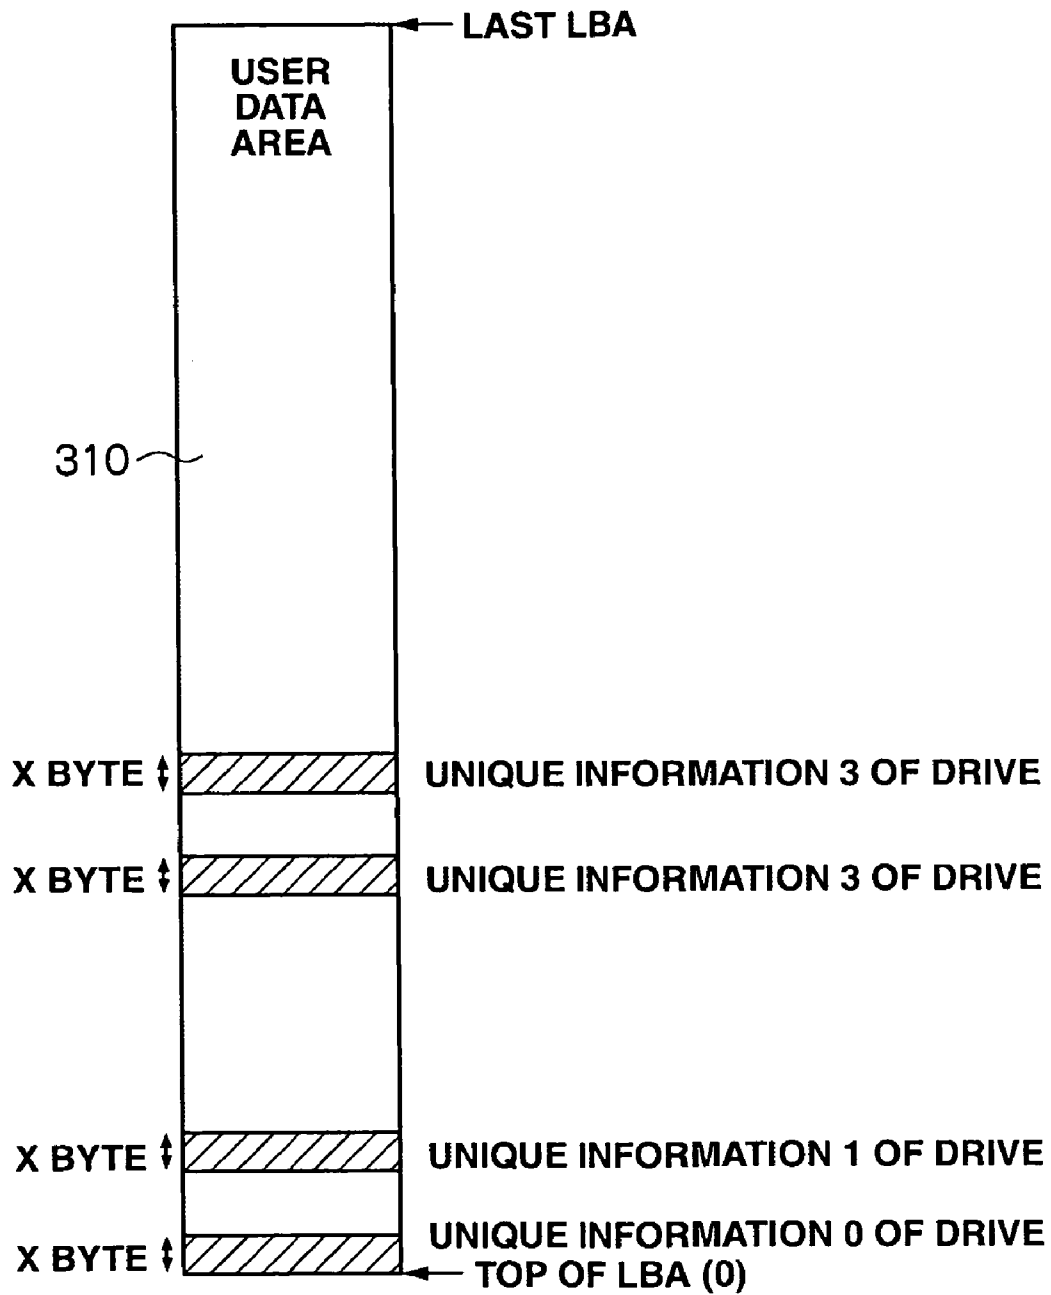 LAST LBA
USER
DATA
AREA
310
X BYTE
UNIQUE INFORMATION 3 OF DRIVE
X BYTE
UNIQUE INFORMATION 3 OF DRIVE
X BYTE
UNIQUE INFORMATION 1 OF DRIVE
UNIQUE INFORMATION 0 OF DRIVE
X BYTE
TOP OF LBA (0)